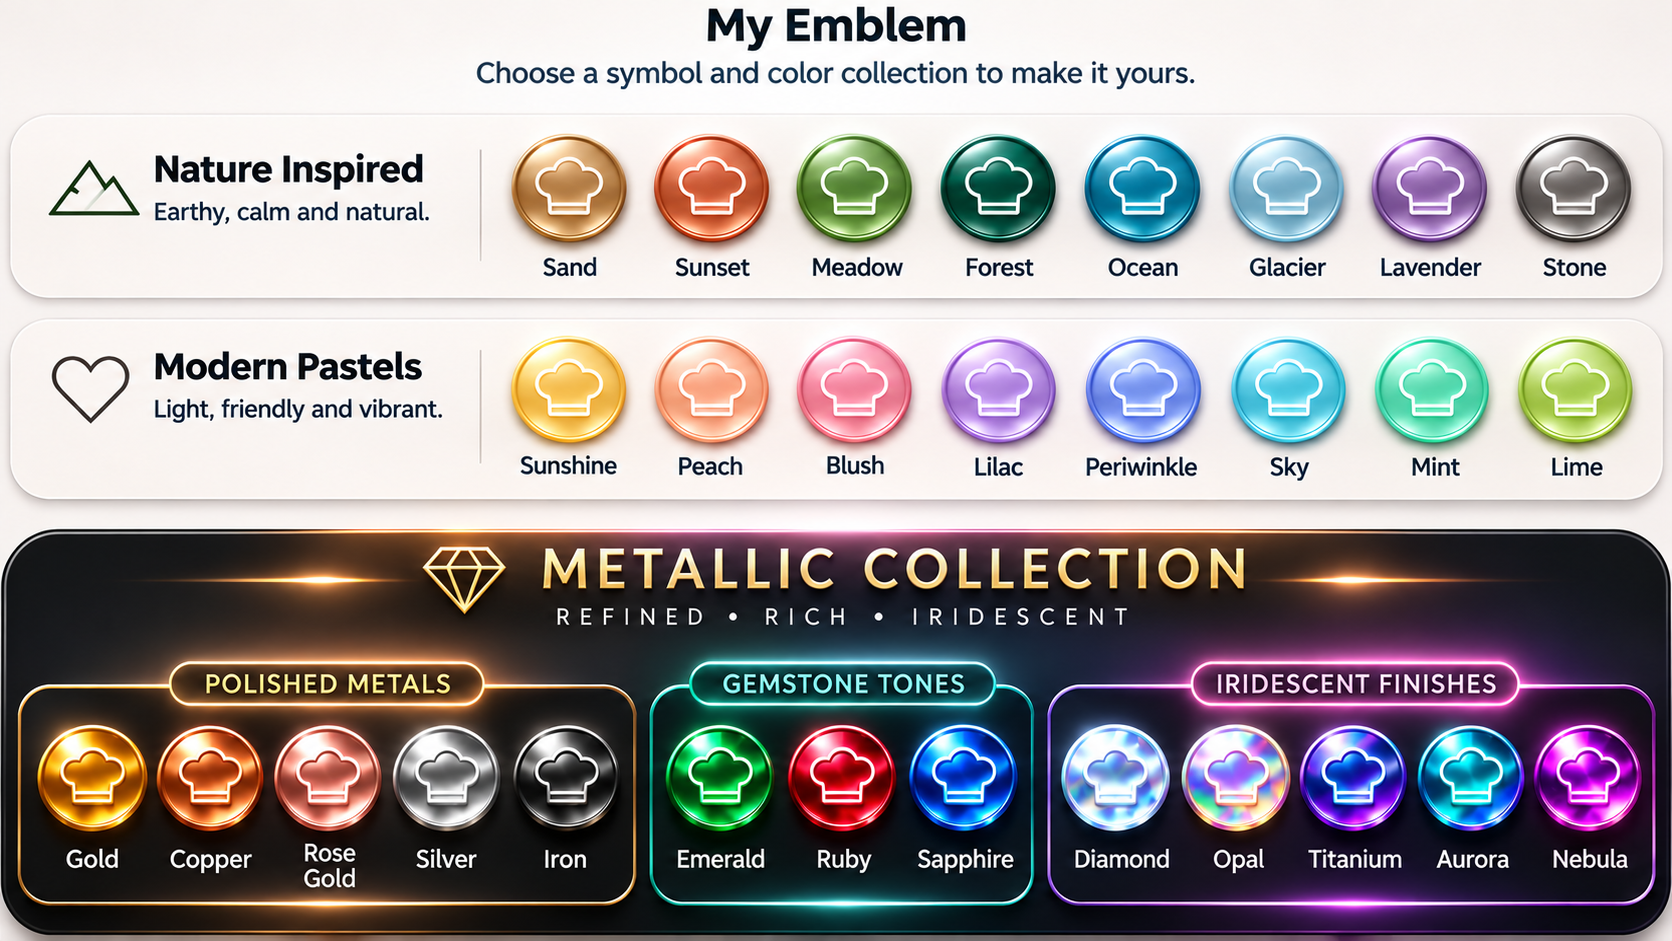 My Emblem
Choose a symbol and color collection to make it yours.
Nature Inspired
Earthy, calm and natural.
Sand Sunset Meadow Forest Ocean Glacier Lavender Stone
Modern Pastels
Light, friendly and vibrant.
Sunshine Peach Blush Lilac Periwinkle Sky Mint Lime
METALLIC COLLECTION
REFINED • RICH • IRIDESCENT
POLISHED METALS
Gold Copper Rose Gold Silver Iron
GEMSTONE TONES
Emerald Ruby Sapphire
IRIDESCENT FINISHES
Diamond Opal Titanium Aurora Nebula